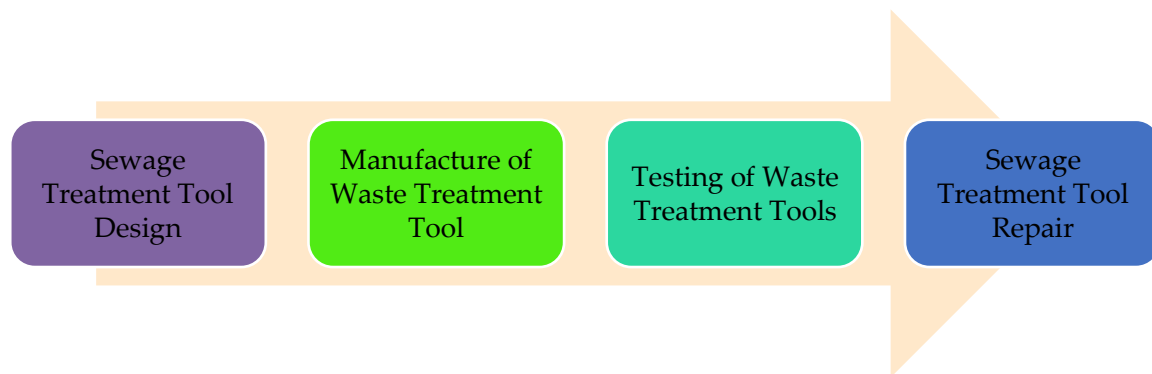 Sewage
Treatment Tool
Design
Manufacture of
Waste Treatment
Tool
Testing of Waste
Treatment Tools
Sewage
Treatment Tool
Repair